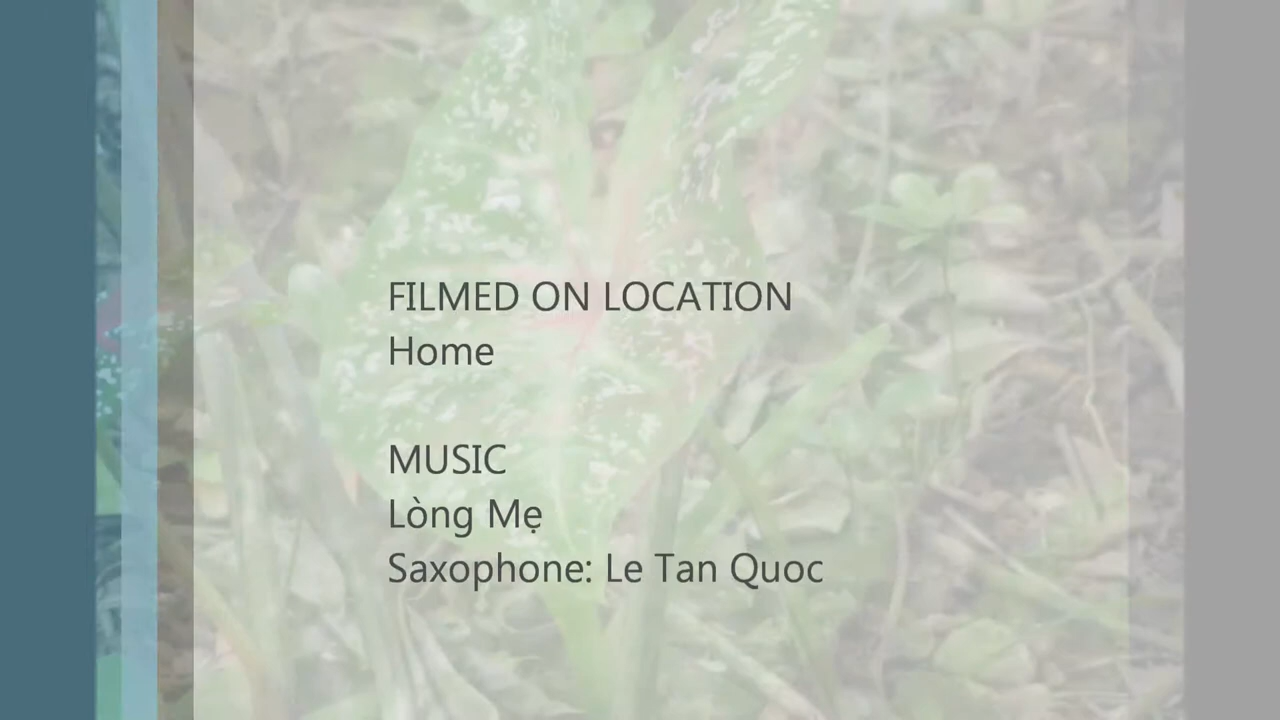 FILMED ON LOCATION
Home
MUSIC
Lòng Mẹ
Saxophone: Le Tan Quoc